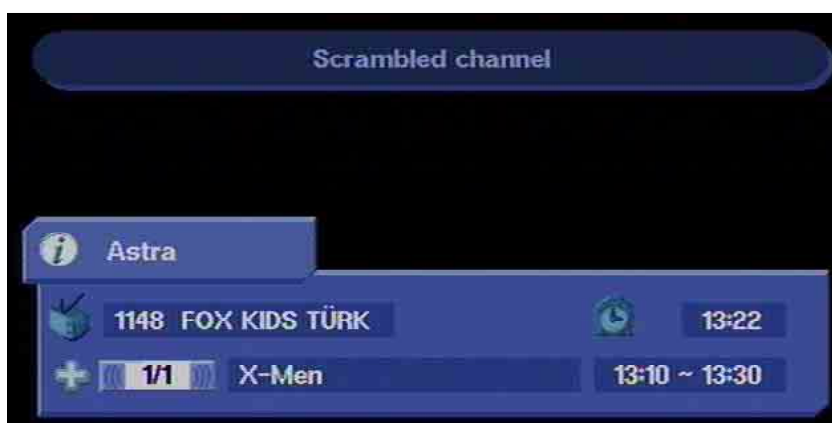 Scrambled channel
Astra
1148 FOX KIDS TÜRK 13:22
1/1 X-Men 13:10 ~ 13:30